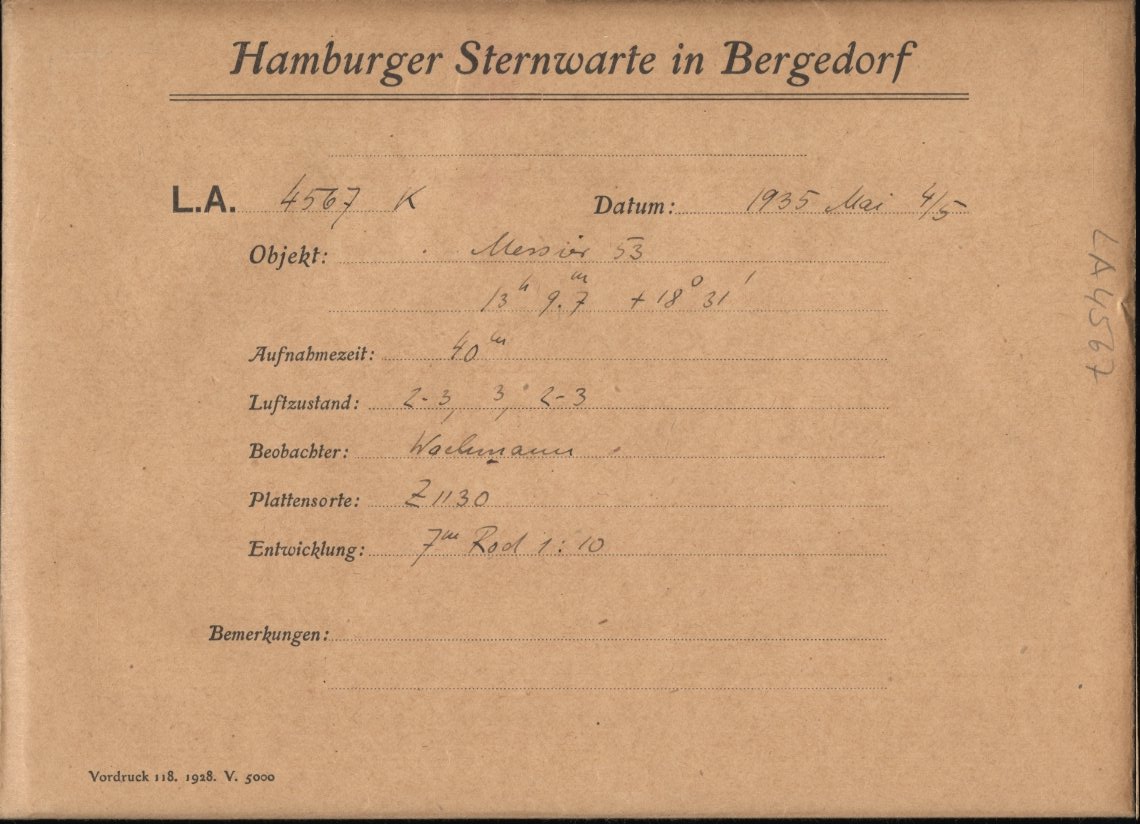 Hamburger Sternwarte in Bergedorf
L.A. 4567 K Datum: 1935 Mai 4/5
Objekt: Messier 53
13ʰ 9.ᵐ7 +18° 31'
Aufnahmezeit: 40ᵐ
Luftzustand: 2-3, 3, 2-3
Beobachter: Wachmann
Plattensorte: Z 1130
Entwicklung: 7ᵐ Rod 1:10
Bemerkungen:
Vordruck 118. 1928. V. 5000
LA4567